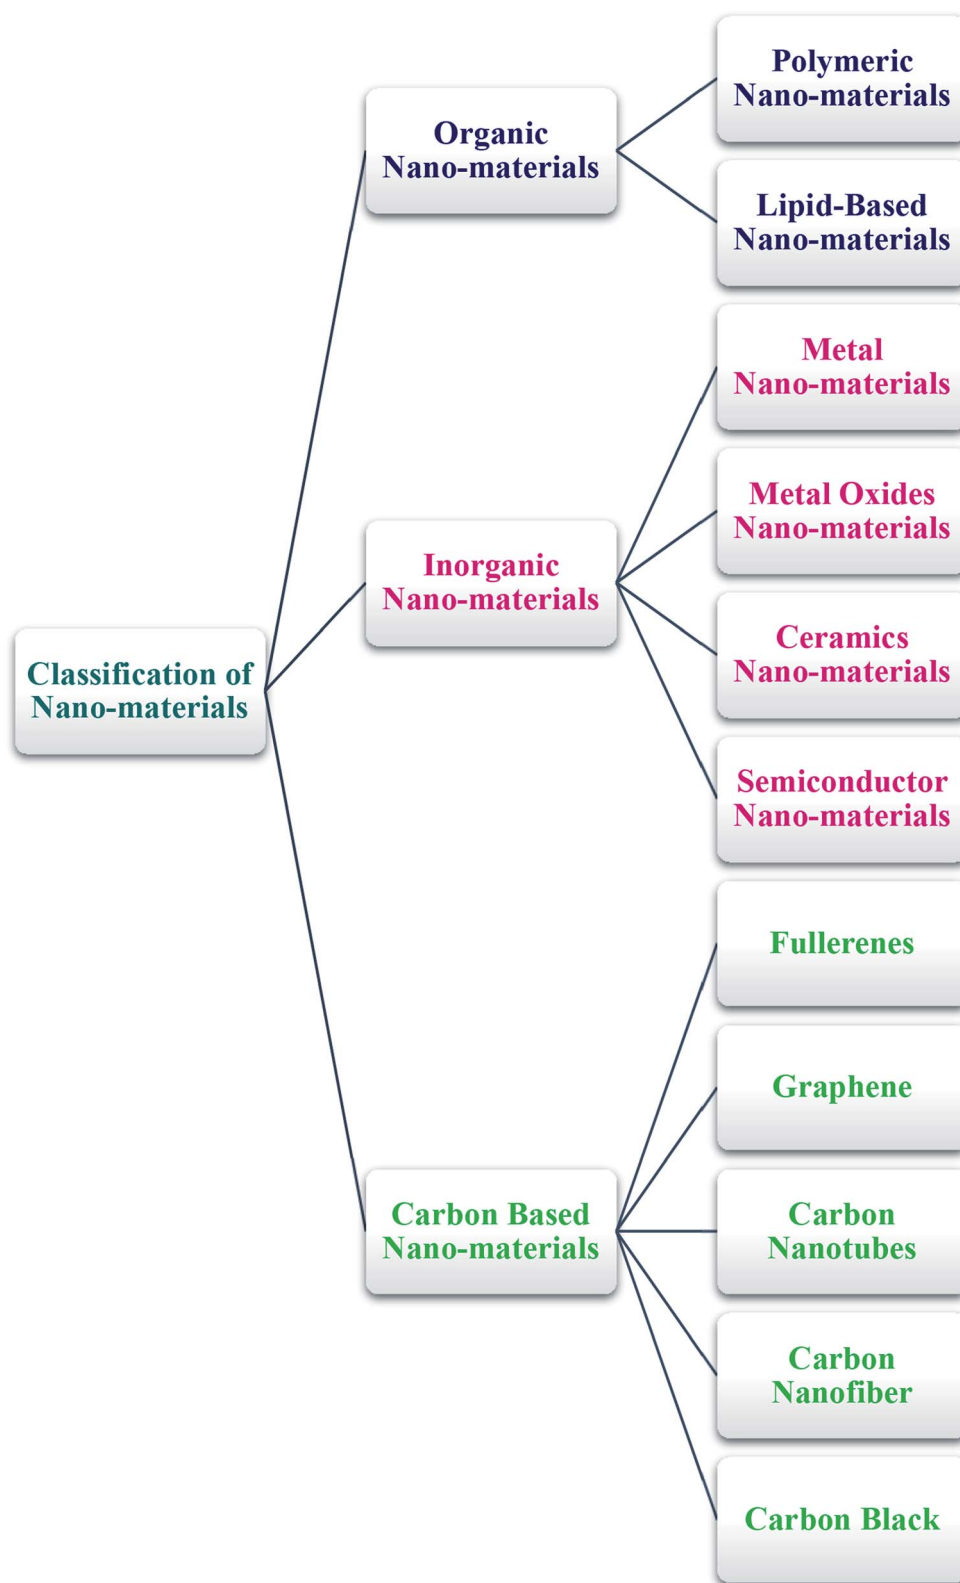 Polymeric
Nano-materials
Organic
Nano-materials
Lipid-Based
Nano-materials
Metal
Nano-materials
Metal Oxides
Nano-materials
Inorganic
Nano-materials
Ceramics
Nano-materials
Classification of
Nano-materials
Semiconductor
Nano-materials
Fullerenes
Graphene
Carbon Based
Nano-materials
Carbon
Nanotubes
Carbon
Nanofiber
Carbon Black